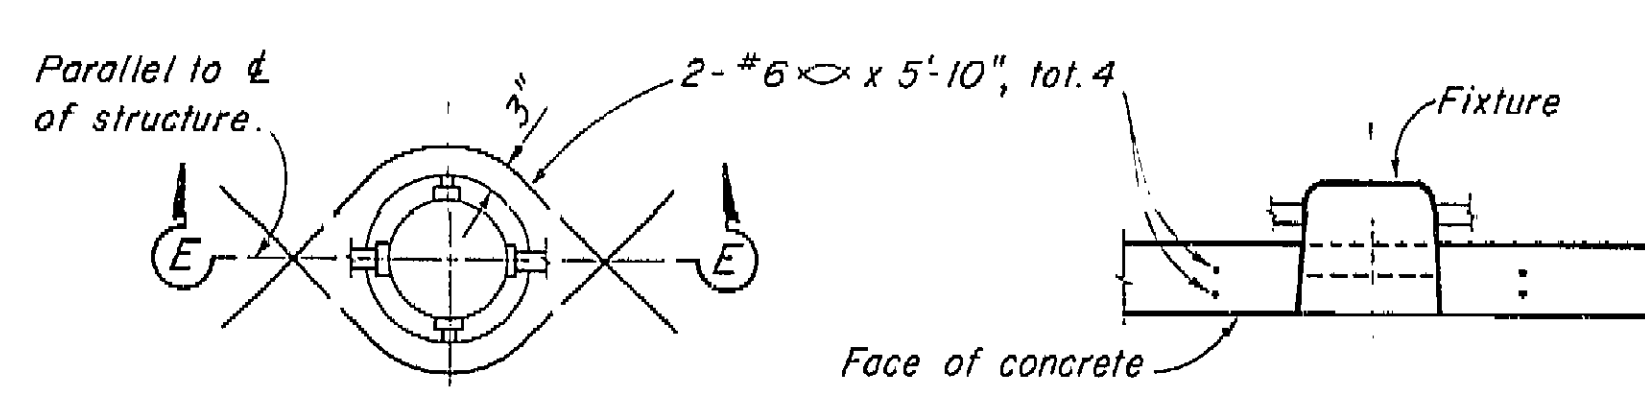 Parallel to ℄
of structure.
2-#6 x 5'-10", tot. 4
3"
Fixture
E
E
Face of concrete